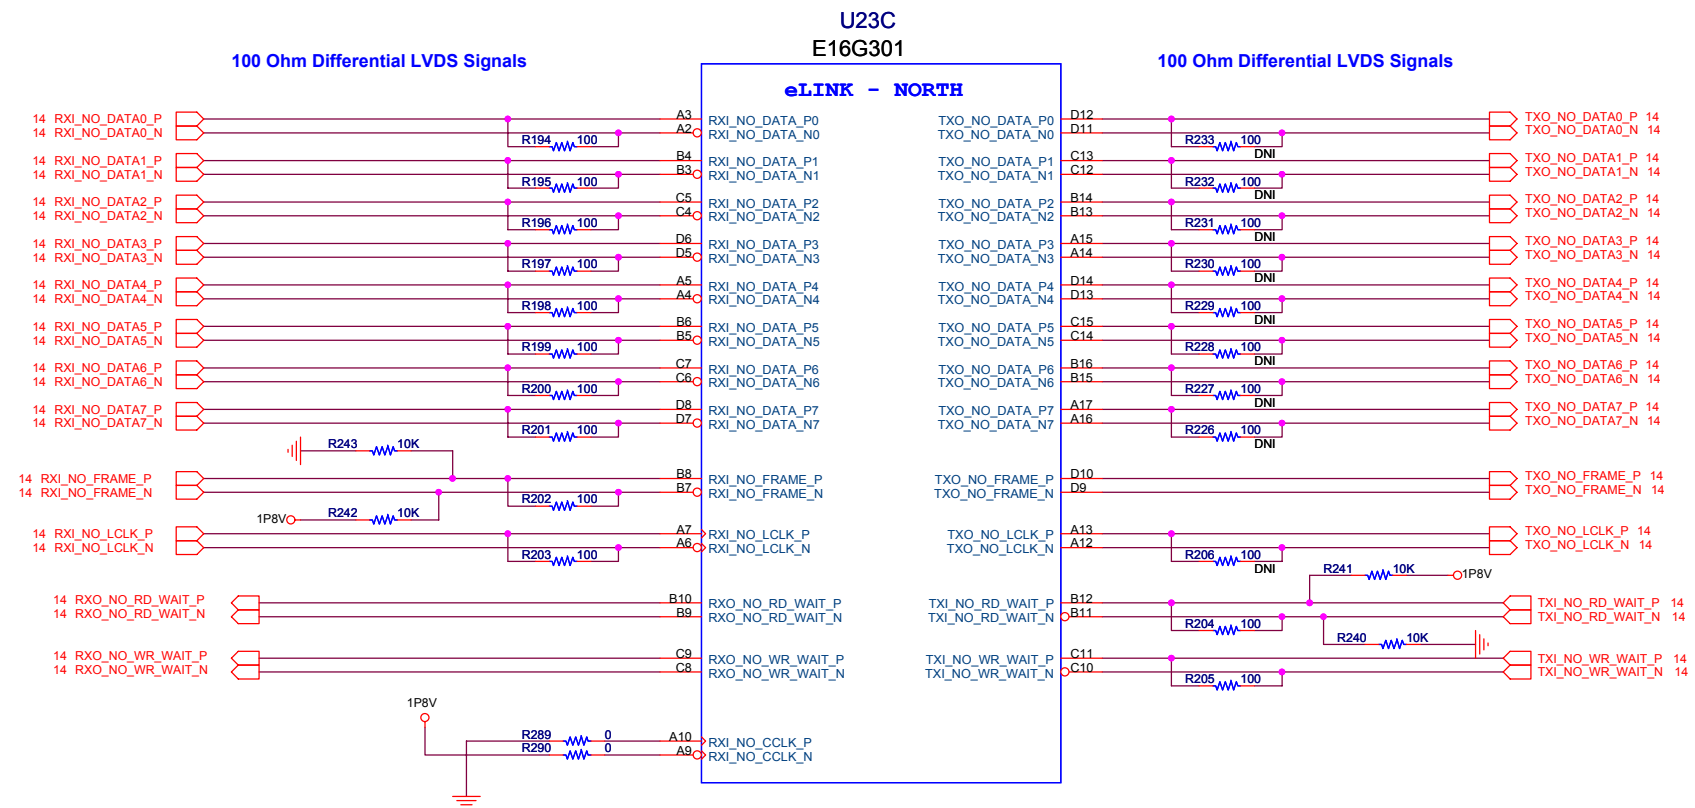 U23C
E16G301
100 Ohm Differential LVDS Signals 100 Ohm Differential LVDS Signals
eLINK - NORTH
14 RXI_NO_DATA0_P A3 RXI_NO_DATA_P0 TXO_NO_DATA_P0 D12 TXO_NO_DATA0_P 14
14 RXI_NO_DATA0_N A2 RXI_NO_DATA_N0 TXO_NO_DATA_N0 D11 TXO_NO_DATA0_N 14
R194 100 R233 100
DNI
14 RXI_NO_DATA1_P B4 RXI_NO_DATA_P1 TXO_NO_DATA_P1 C13 TXO_NO_DATA1_P 14
14 RXI_NO_DATA1_N B3 RXI_NO_DATA_N1 TXO_NO_DATA_N1 C12 TXO_NO_DATA1_N 14
R195 100 R232 100
DNI
14 RXI_NO_DATA2_P C5 RXI_NO_DATA_P2 TXO_NO_DATA_P2 B14 TXO_NO_DATA2_P 14
14 RXI_NO_DATA2_N C4 RXI_NO_DATA_N2 TXO_NO_DATA_N2 B13 TXO_NO_DATA2_N 14
R196 100 R231 100
DNI
14 RXI_NO_DATA3_P D6 RXI_NO_DATA_P3 TXO_NO_DATA_P3 A15 TXO_NO_DATA3_P 14
14 RXI_NO_DATA3_N D5 RXI_NO_DATA_N3 TXO_NO_DATA_N3 A14 TXO_NO_DATA3_N 14
R197 100 R230 100
DNI
14 RXI_NO_DATA4_P A5 RXI_NO_DATA_P4 TXO_NO_DATA_P4 D14 TXO_NO_DATA4_P 14
14 RXI_NO_DATA4_N A4 RXI_NO_DATA_N4 TXO_NO_DATA_N4 D13 TXO_NO_DATA4_N 14
R198 100 R229 100
DNI
14 RXI_NO_DATA5_P B6 RXI_NO_DATA_P5 TXO_NO_DATA_P5 C15 TXO_NO_DATA5_P 14
14 RXI_NO_DATA5_N B5 RXI_NO_DATA_N5 TXO_NO_DATA_N5 C14 TXO_NO_DATA5_N 14
R199 100 R228 100
DNI
14 RXI_NO_DATA6_P C7 RXI_NO_DATA_P6 TXO_NO_DATA_P6 B16 TXO_NO_DATA6_P 14
14 RXI_NO_DATA6_N C6 RXI_NO_DATA_N6 TXO_NO_DATA_N6 B15 TXO_NO_DATA6_N 14
R200 100 R227 100
DNI
14 RXI_NO_DATA7_P D8 RXI_NO_DATA_P7 TXO_NO_DATA_P7 A17 TXO_NO_DATA7_P 14
14 RXI_NO_DATA7_N D7 RXI_NO_DATA_N7 TXO_NO_DATA_N7 A16 TXO_NO_DATA7_N 14
R201 100 R226 100
R243 10K DNI
14 RXI_NO_FRAME_P B8 RXI_NO_FRAME_P TXO_NO_FRAME_P D10 TXO_NO_FRAME_P 14
14 RXI_NO_FRAME_N B7 RXI_NO_FRAME_N TXO_NO_FRAME_N D9 TXO_NO_FRAME_N 14
R202 100
1P8V R242 10K
14 RXI_NO_LCLK_P A7 RXI_NO_LCLK_P TXO_NO_LCLK_P A13 TXO_NO_LCLK_P 14
14 RXI_NO_LCLK_N A6 RXI_NO_LCLK_N TXO_NO_LCLK_N A12 TXO_NO_LCLK_N 14
R203 100 R206 100
DNI R241 10K 1P8V
14 RXO_NO_RD_WAIT_P B10 RXO_NO_RD_WAIT_P TXI_NO_RD_WAIT_P B12 TXI_NO_RD_WAIT_P 14
14 RXO_NO_RD_WAIT_N B9 RXO_NO_RD_WAIT_N TXI_NO_RD_WAIT_N B11 TXI_NO_RD_WAIT_N 14
R204 100
R240 10K
14 RXO_NO_WR_WAIT_P C9 RXO_NO_WR_WAIT_P TXI_NO_WR_WAIT_P C11 TXI_NO_WR_WAIT_P 14
14 RXO_NO_WR_WAIT_N C8 RXO_NO_WR_WAIT_N TXI_NO_WR_WAIT_N C10 TXI_NO_WR_WAIT_N 14
R205 100
1P8V
R289 0 A10 RXI_NO_CCLK_P
R290 0 A9 RXI_NO_CCLK_N